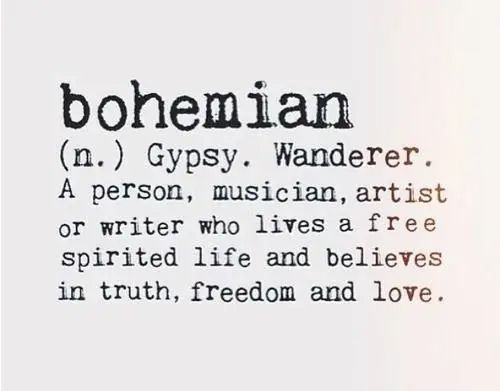 bohemian
(n.) Gypsy. Wanderer.
A person, musician, artist
or writer who lives a free
spirited life and believes
in truth, freedom and love.